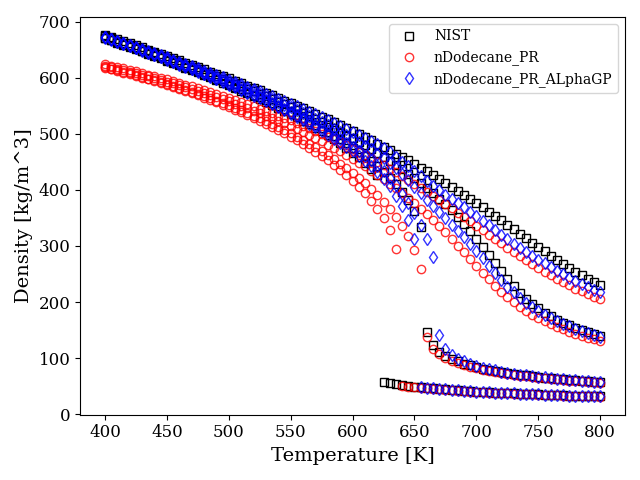 700
600
500
400
300
200
100
0
Density [kg/m^3]
NIST
nDodecane_PR
nDodecane_PR_ALphaGP
400 450 500 550 600 650 700 750 800
Temperature [K]